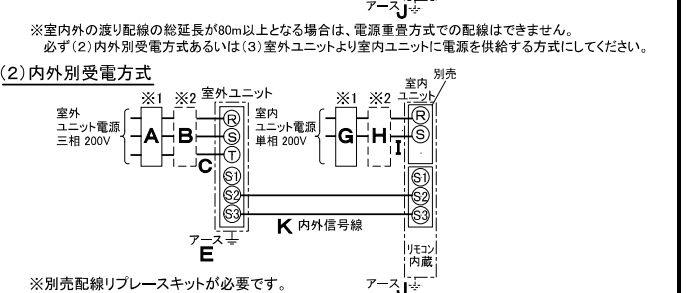 アース J
※室内外の渡り配線の総延長が80m以上となる場合は、電源重畳方式での配線はできません。
必ず(2)内外別受電方式あるいは(3)室外ユニットより室内ユニットに電源を供給する方式にしてください。
(2)内外別受電方式
別売
※1 ※2 室外ユニット
※1 ※2 室内
ユニット
室外
ユニット電源
三相 200V
A B C
R
S
T
S1
S2
S3
室内
ユニット電源
単相 200V
G H I
R
S
S1
S2
S3
K 内外信号線
アース
E
リモコン
内蔵
※別売配線リプレースキットが必要です。
アース J